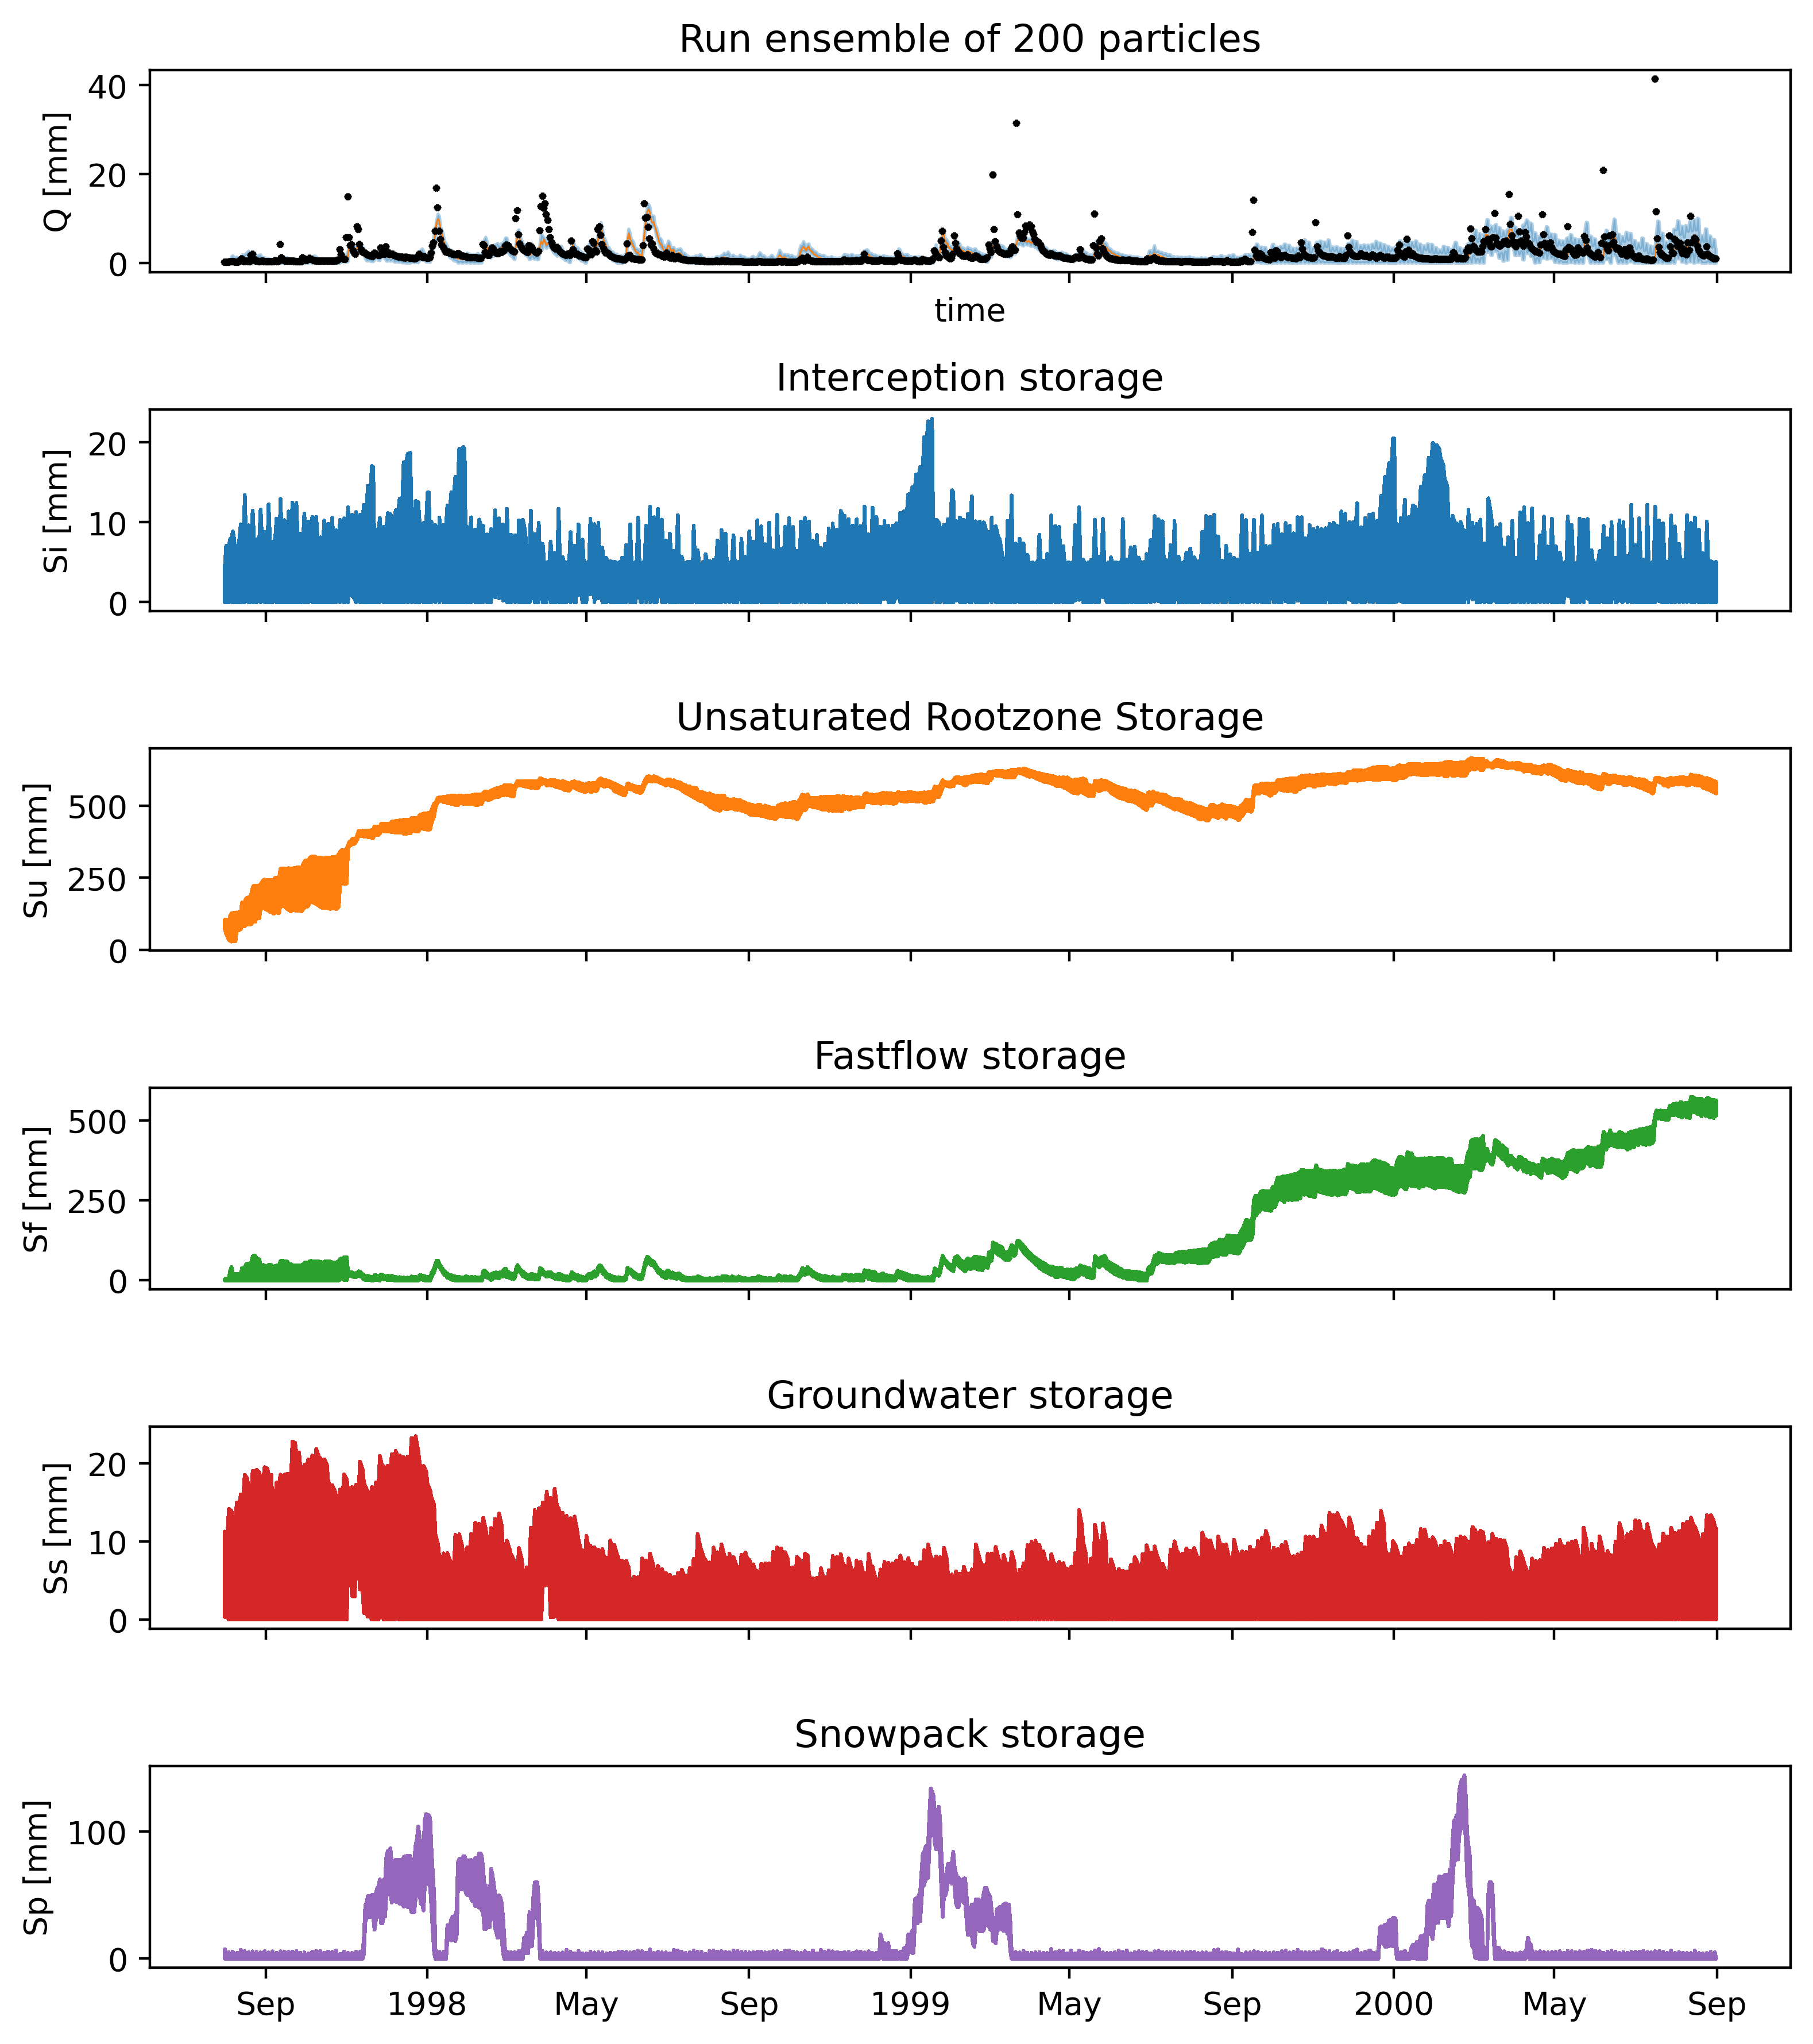 Run ensemble of 200 particles
40
20
0
Q [mm]
time
Interception storage
20
10
0
Si [mm]
Unsaturated Rootzone Storage
500
250
0
Su [mm]
Fastflow storage
500
250
0
Sf [mm]
Groundwater storage
20
10
0
Ss [mm]
Snowpack storage
100
0
Sp [mm]
Sep 1998 May Sep 1999 May Sep 2000 May Sep